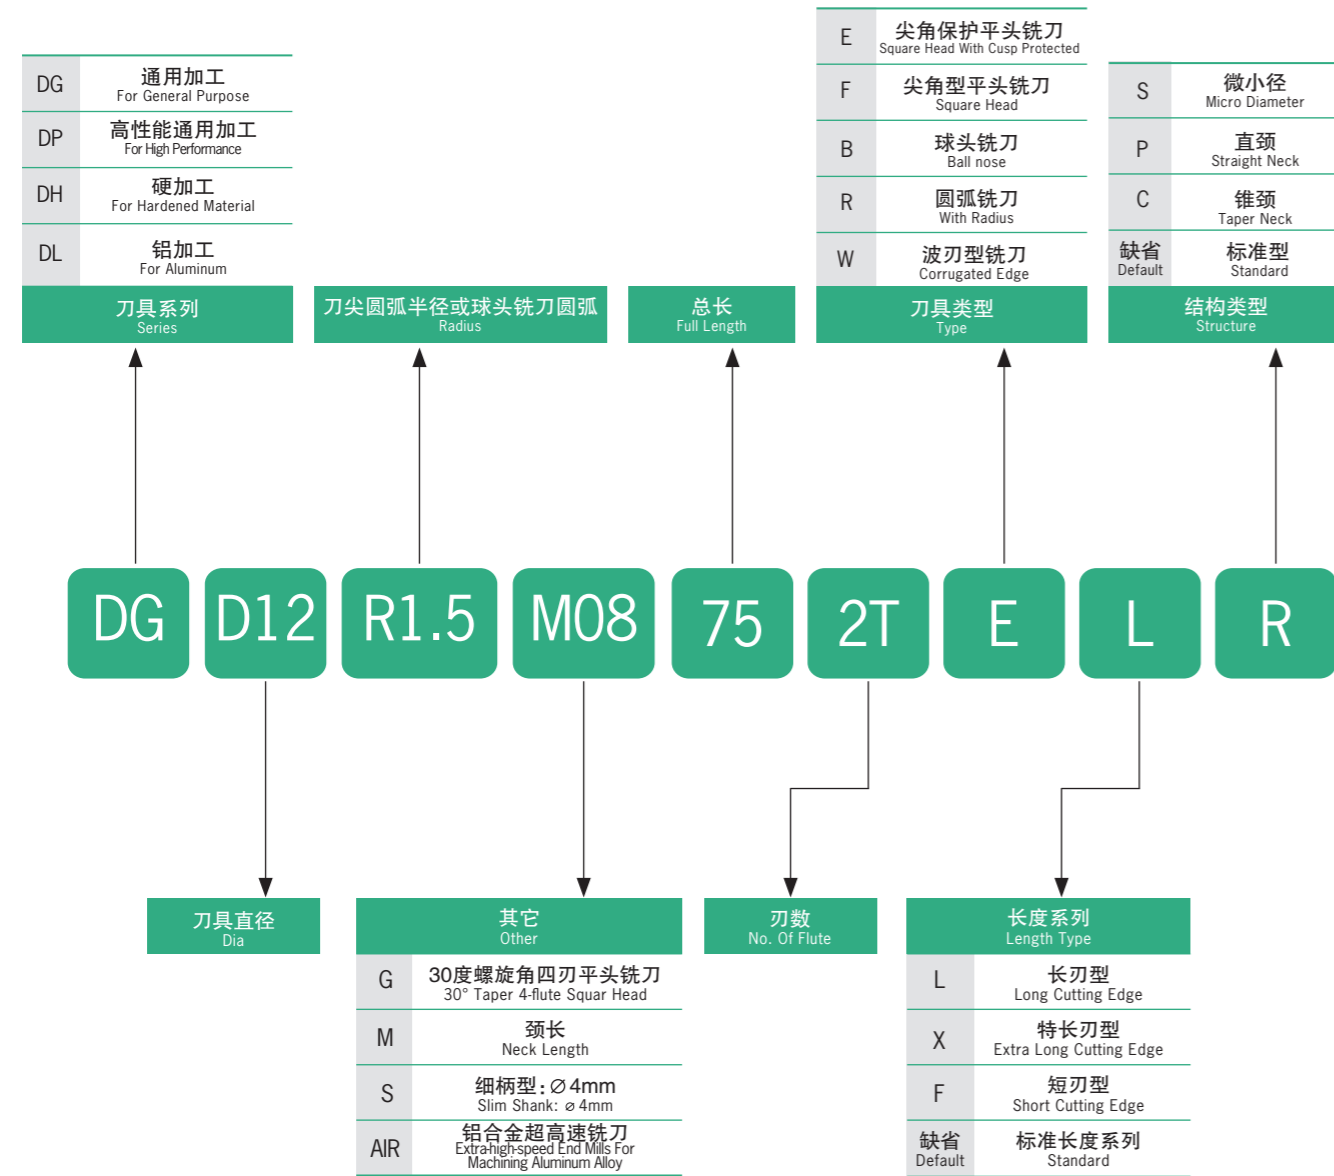 DG
通用加工
For General Purpose
DP
高性能通用加工
For High Performance
DH
硬加工
For Hardened Material
DL
铝加工
For Aluminum
刀具系列
Series
刀尖圆弧半径或球头铣刀圆弧
Radius
总长
Full Length
E
尖角保护平头铣刀
Square Head With Cusp Protected
F
尖角型平头铣刀
Square Head
B
球头铣刀
Ball nose
R
圆弧铣刀
With Radius
W
波刃型铣刀
Corrugated Edge
刀具类型
Type
S
微小径
Micro Diameter
P
直颈
Straight Neck
C
锥颈
Taper Neck
缺省
Default
标准型
Standard
结构类型
Structure
DG D12 R1.5 M08 75 2T E L R
刀具直径
Dia
其它
Other
G
30度螺旋角四刃平头铣刀
30° Taper 4-flute Squar Head
M
颈长
Neck Length
S
细柄型:∅4mm
Slim Shank: ⌀ 4mm
AIR
铝合金超高速铣刀
Extra-high-speed End Mills For
Machining Aluminum Alloy
刃数
No. Of Flute
长度系列
Length Type
L
长刃型
Long Cutting Edge
X
特长刃型
Extra Long Cutting Edge
F
短刃型
Short Cutting Edge
缺省
Default
标准长度系列
Standard